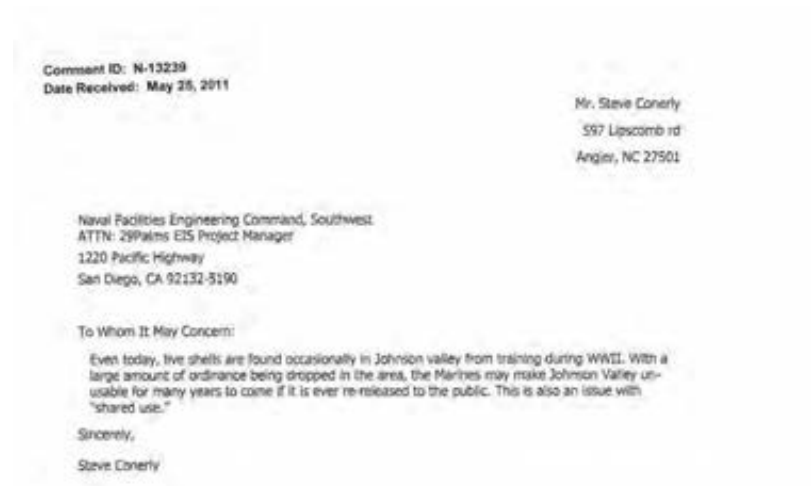 Comment ID: N-13239
Date Received: May 25, 2011
Mr. Steve Conerly
597 Lipscomb rd
Angier, NC 27501
Naval Facilities Engineering Command, Southwest
ATTN: 29Palms EIS Project Manager
1220 Pacific Highway
San Diego, CA 92132-5190
To Whom It May Concern:
Even today, live shells are found occasionally in Johnson valley from training during WWII. With a
large amount of ordinance being dropped in the area, the Marines may make Johnson Valley un-
usable for many years to come if it is ever re-released to the public. This is also an issue with
"shared use."
Sincerely,
Steve Conerly